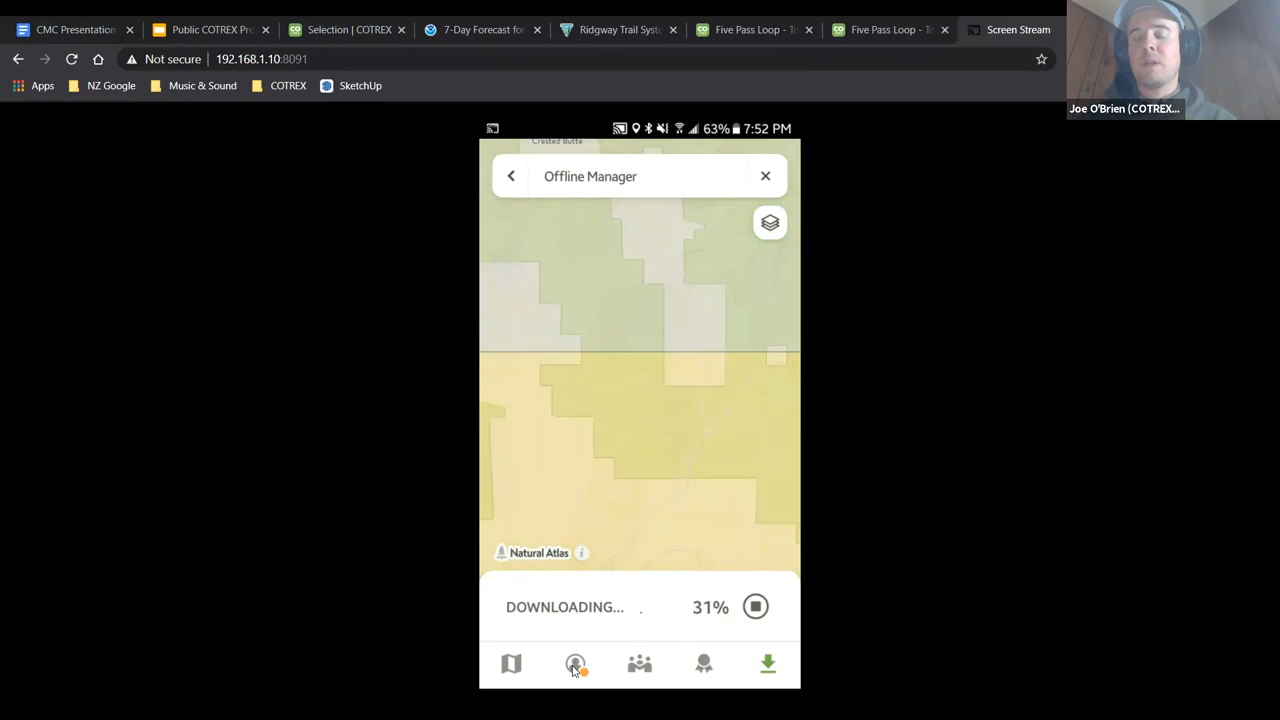 CMC Presentation
Public COTREX Pre
Selection | COTREX
7-Day Forecast for
Ridgway Trail Syst
Five Pass Loop - To
Five Pass Loop - To
Screen Stream
Not secure
192.168.1.10:8091
Apps
NZ Google
Music & Sound
COTREX
SketchUp
Joe O'Brien (COTREX...
63%
7:52 PM
Crested Butte
Offline Manager
Natural Atlas
DOWNLOADING... .
31%